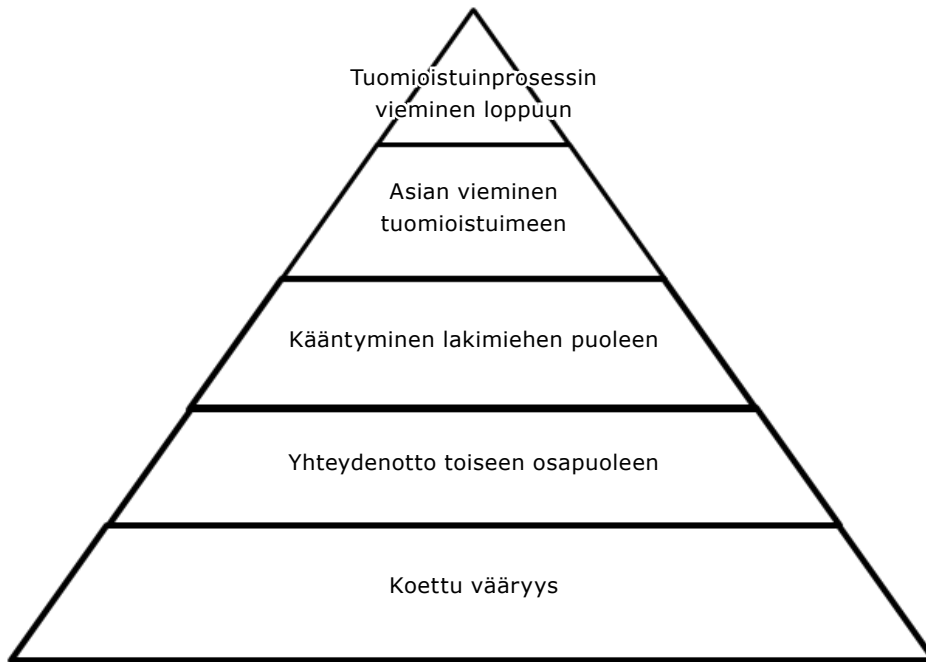 Tuomioistuinprosessin
vieminen loppuun
Asian vieminen
tuomioistuimeen
Kääntyminen lakimiehen puoleen
Yhteydenotto toiseen osapuoleen
Koettu vääryys